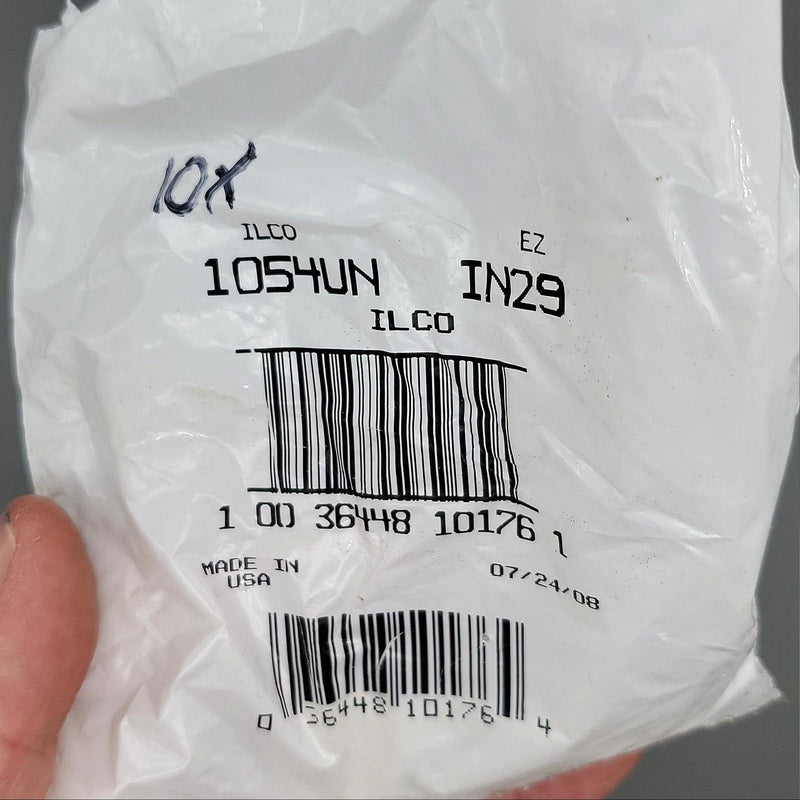 10X
ILCO EZ
1054UN IN29
ILCO
1 00 36448 10176 1
MADE IN 07/24/08
USA
0 36448 10176 4